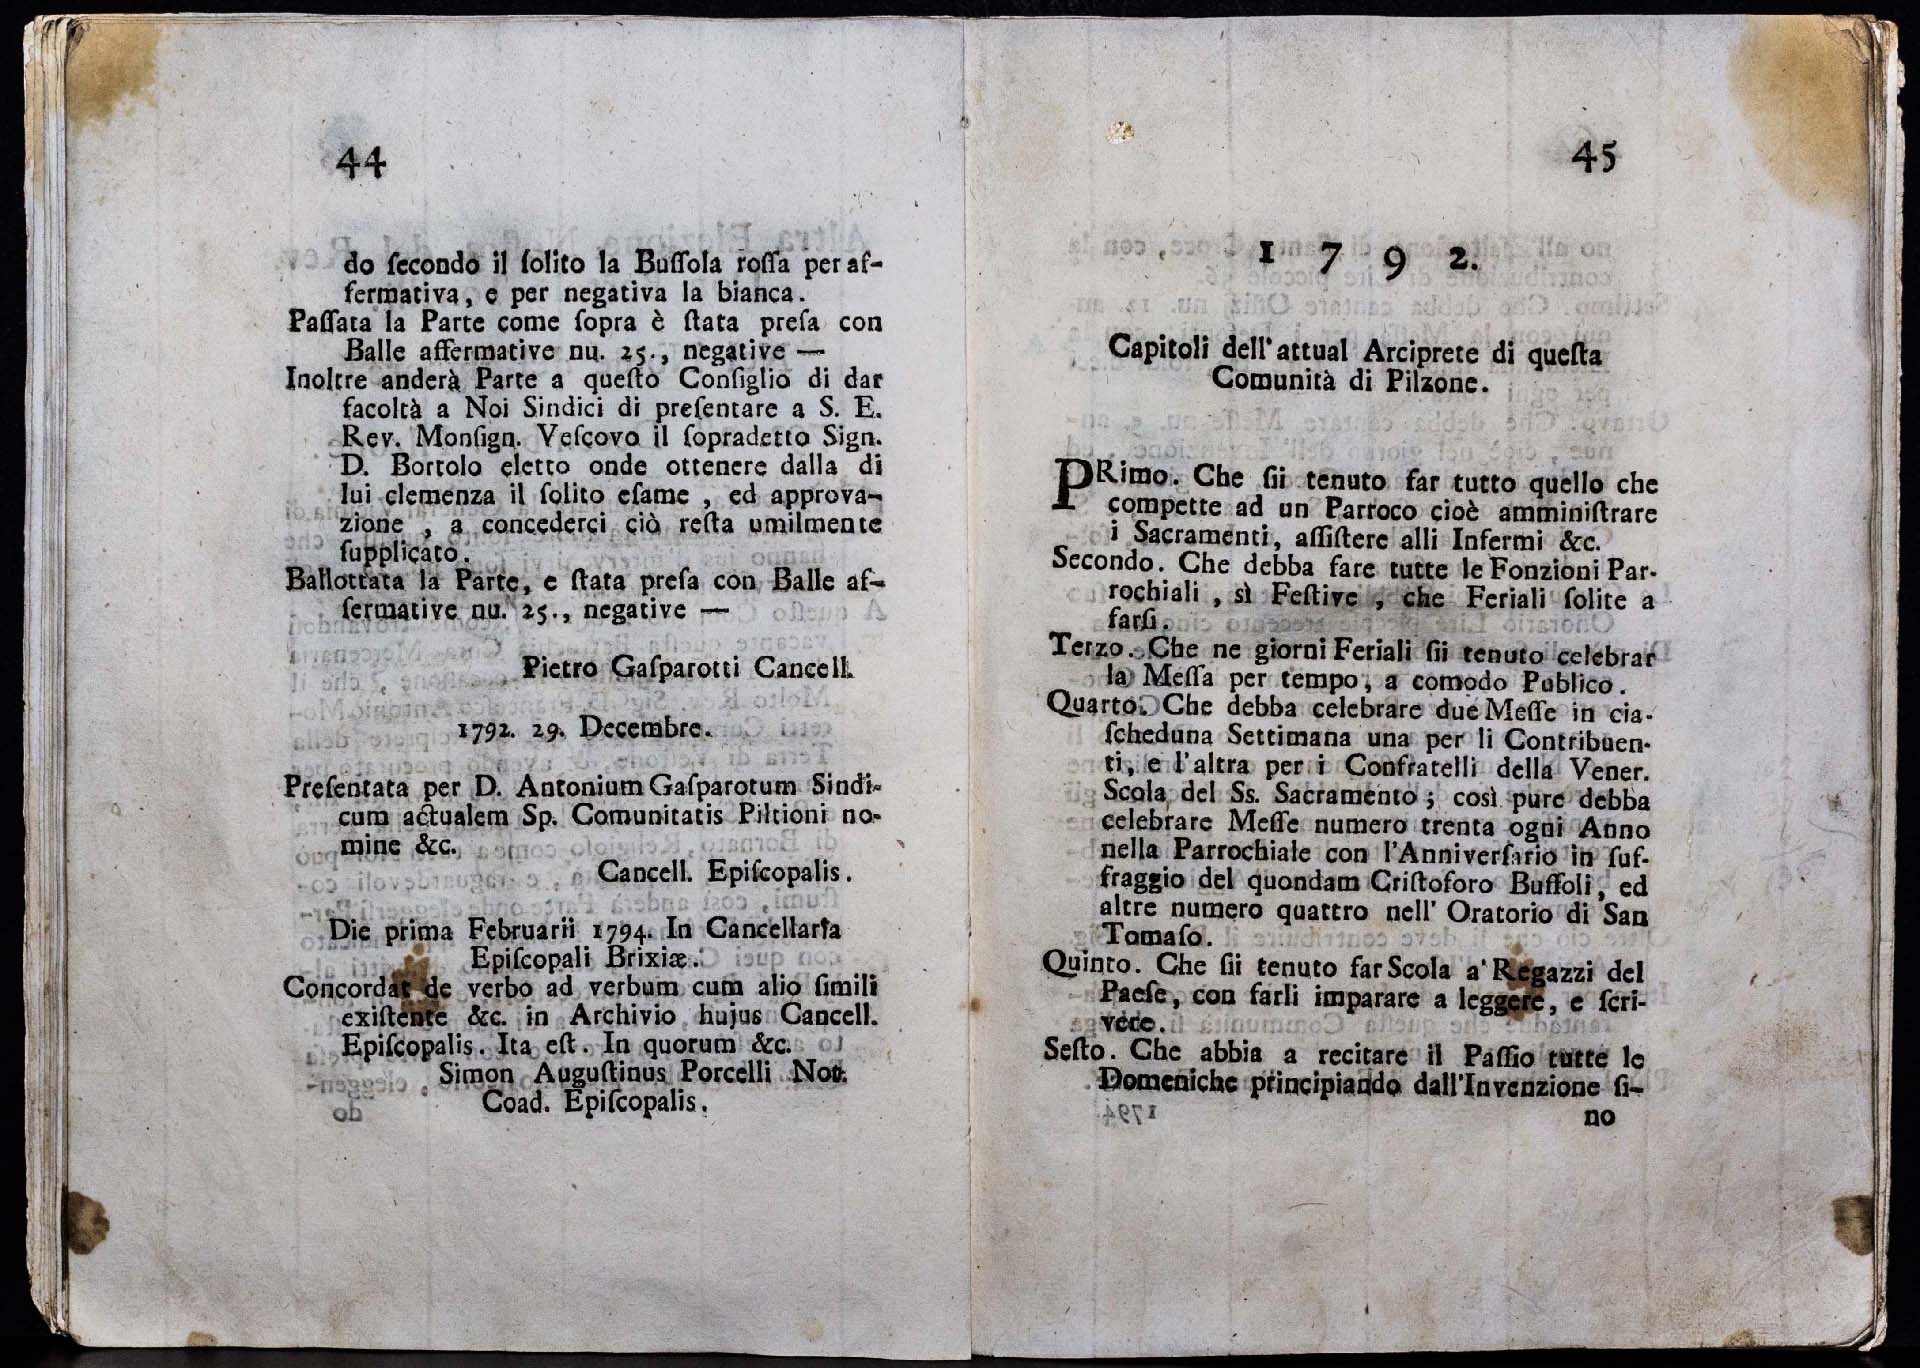 44
do ſecondo il ſolito la Buſſola roſſa per af-
fermativa, e per negativa la bianca.
Paſſata la Parte come ſopra è ſtata preſa con
Balle affermative nu. 25., negative —
Inoltre anderà Parte a queſto Conſiglio di dar
facoltà a Noi Sindici di preſentare a S. E.
Rev. Monſign. Veſcovo il ſopradetto Sign.
D. Bortolo eletto onde ottenere dalla di
lui clemenza il ſolito eſame, ed approva-
zione, a concederci ciò reſta umilmente
ſupplicato.
Ballottata la Parte, e ſtata preſa con Balle af-
fermative nu. 25., negative —
Pietro Gaſparotti Cancell.
1792. 29. Decembre.
Preſentata per D. Antonium Gaſparotum Sindi-
cum actualem Sp. Comunitatis Piltioni no-
mine &c.
Cancell. Epiſcopalis.
Die prima Februarii 1794. In Cancellaria
Epiſcopali Brixiæ.
Concordat de verbo ad verbum cum alio ſimili
exiſtente &c. in Archivio hujus Cancell.
Epiſcopalis. Ita eſt. In quorum &c.
Simon Auguſtinus Porcelli Not.
Coad. Epiſcopalis.
45
1792.
Capitoli dell'attual Arciprete di queſta
Comunità di Pilzone.
PRimo. Che ſii tenuto far tutto quello che
compette ad un Parroco cioè amminiſtrare
i Sacramenti, aſſiſtere alli Infermi &c.
Secondo. Che debba fare tutte le Fonzioni Par-
rochiali, sì Feſtive, che Feriali ſolite a
farſi.
Terzo. Che ne giorni Feriali ſii tenuto celebrar
la Meſſa per tempo, a comodo Publico.
Quarto. Che debba celebrare due Meſſe in cia-
ſcheduna Settimana una per li Contribuen-
ti, e l'altra per i Confratelli della Vener.
Scola del Ss. Sacramento; così pure debba
celebrare Meſſe numero trenta ogni Anno
nella Parrochiale con l'Anniverſario in ſuf-
fraggio del quondam Criſtoforo Buffoli, ed
altre numero quattro nell' Oratorio di San
Tomaſo.
Quinto. Che ſii tenuto far Scola a' Regazzi del
Paeſe, con farli imparare a leggere, e ſcri-
vere.
Seſto. Che abbia a recitare il Paſſio tutte le
Domeniche principiando dall'Invenzione ſi-
no